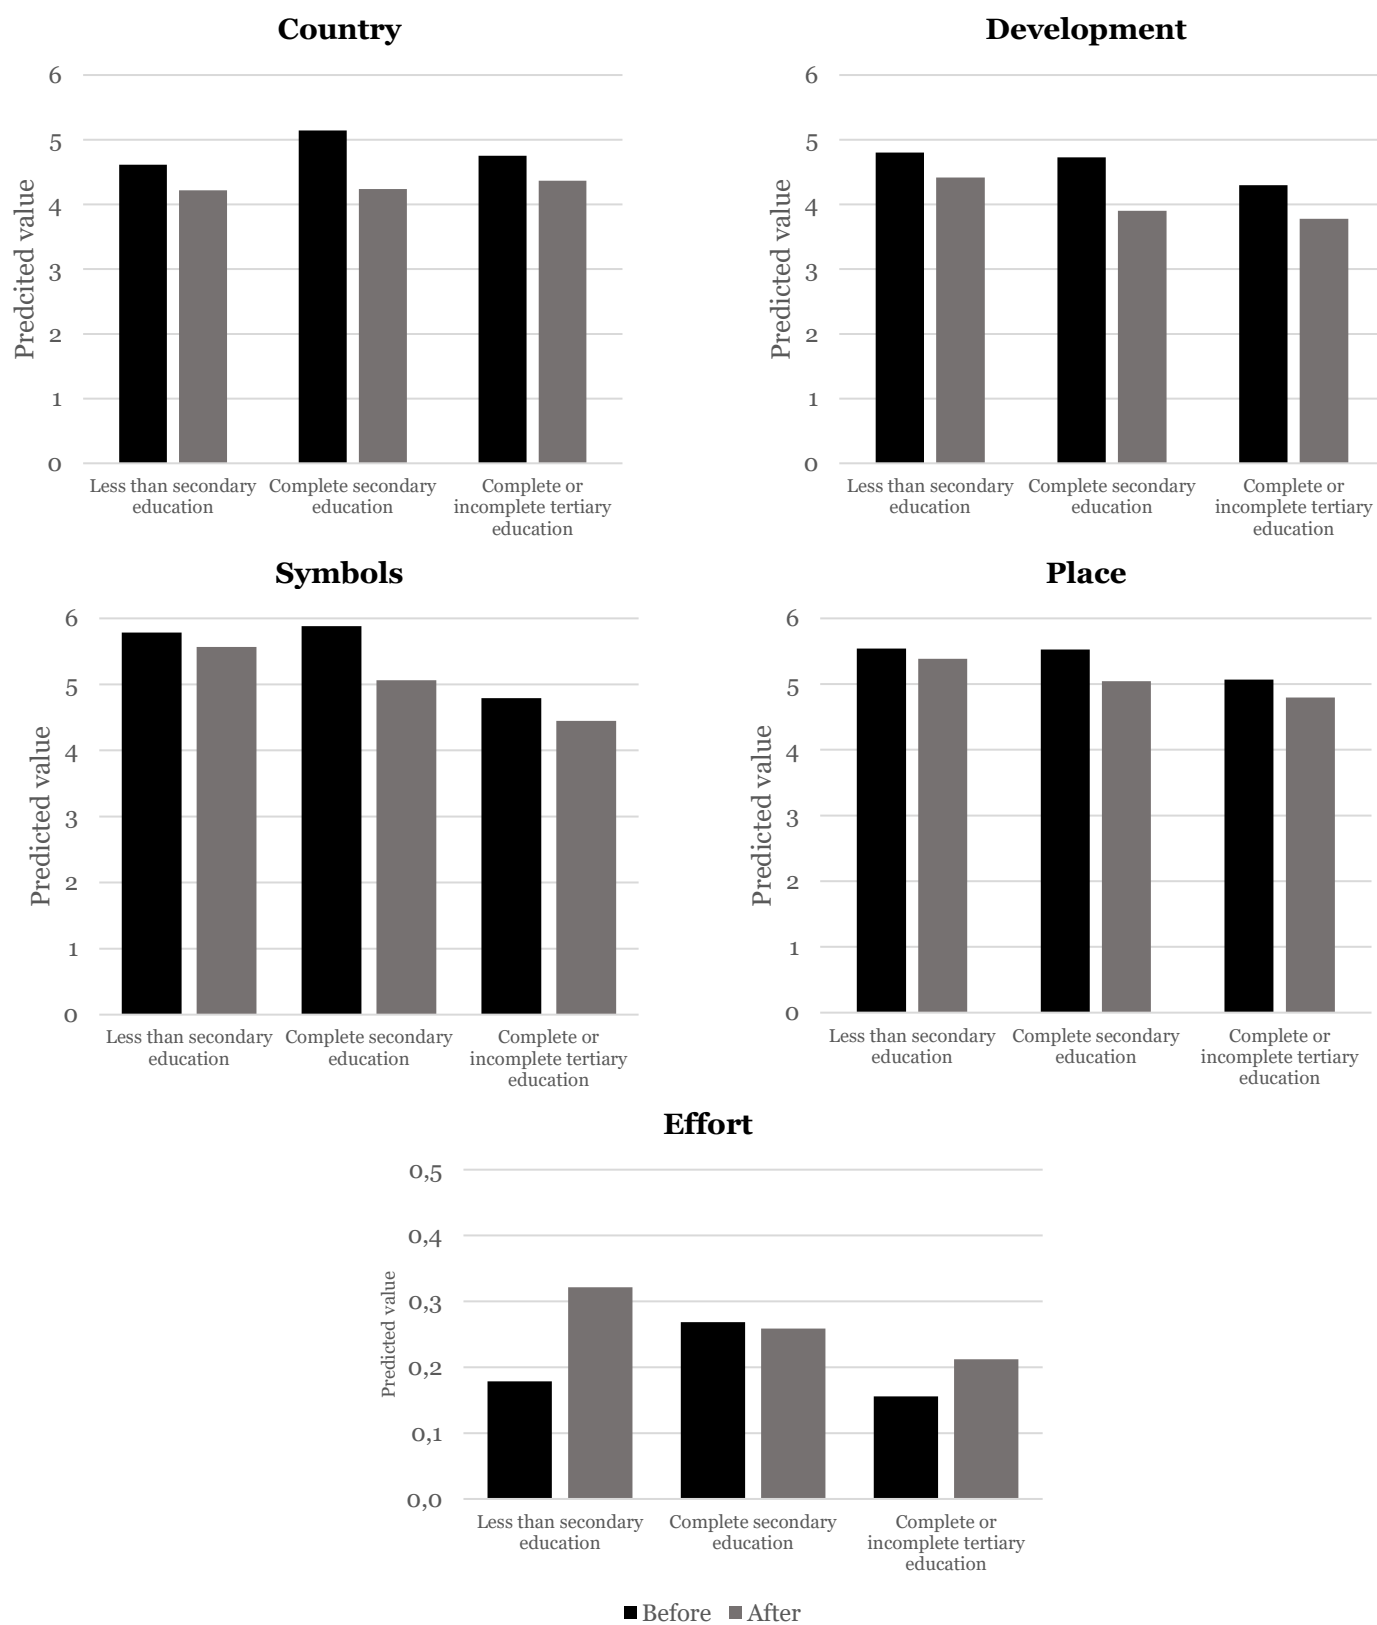 Country
6
5
4
3
2
1
0
Predcited value
Less than secondary
education
Complete secondary
education
Complete or
incomplete tertiary
education
Development
6
5
4
3
2
1
0
Predicted value
Less than secondary
education
Complete secondary
education
Complete or
incomplete tertiary
education
Symbols
6
5
4
3
2
1
0
Predicted value
Less than secondary
education
Complete secondary
education
Complete or
incomplete tertiary
education
Place
6
5
4
3
2
1
0
Predicted value
Less than secondary
education
Complete secondary
education
Complete or
incomplete tertiary
education
Effort
0,5
0,4
0,3
0,2
0,1
0,0
Predicted value
Less than secondary
education
Complete secondary
education
Complete or
incomplete tertiary
education
Before After